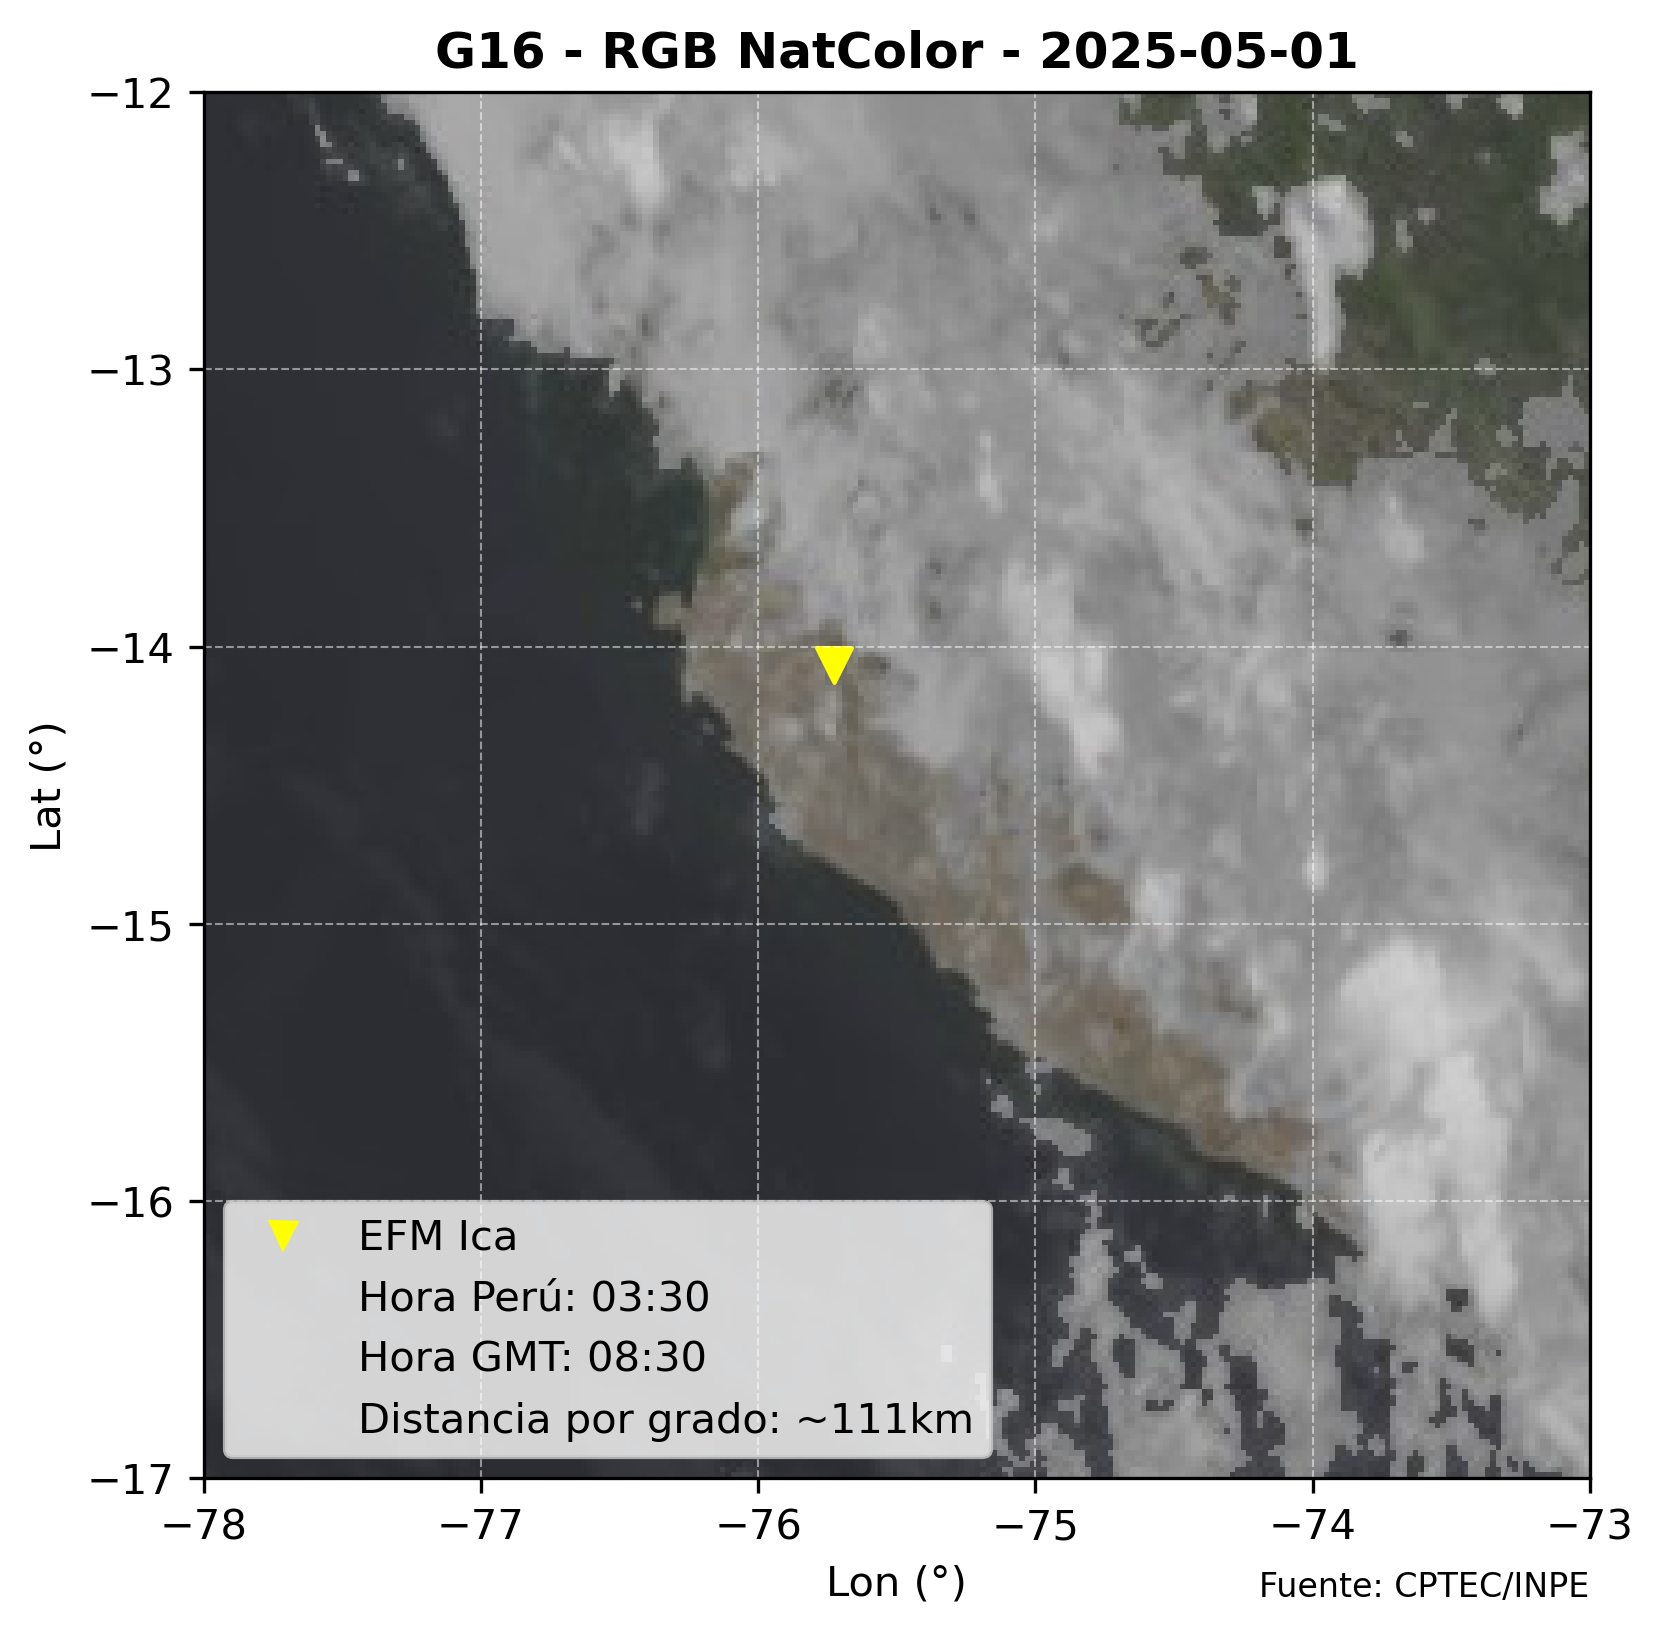 G16 - RGB NatColor - 2025-05-01
−12
−13
−14
−15
−16
−17
Lat (°)
EFM Ica
Hora Perú: 03:30
Hora GMT: 08:30
Distancia por grado: ~111km
−78
−77
−76
−75
−74
−73
Lon (°)
Fuente: CPTEC/INPE